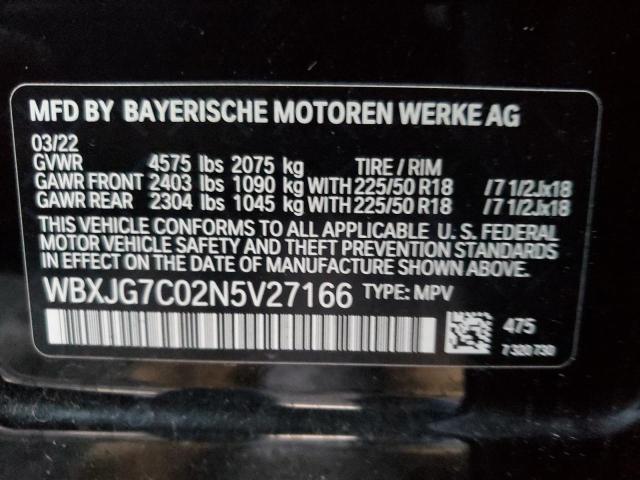 MFD BY BAYERISCHE MOTOREN WERKE AG
03/22
GVWR 4575 lbs 2075 kg TIRE / RIM
GAWR FRONT 2403 lbs 1090 kg WITH 225/50 R18 /7 1/2Jx18
GAWR REAR 2304 lbs 1045 kg WITH 225/50 R18 /7 1/2Jx18
THIS VEHICLE CONFORMS TO ALL APPLICABLE U. S. FEDERAL
MOTOR VEHICLE SAFETY AND THEFT PREVENTION STANDARDS
IN EFFECT ON THE DATE OF MANUFACTURE SHOWN ABOVE.
WBXJG7C02N5V27166 TYPE: MPV
475
7 320 730